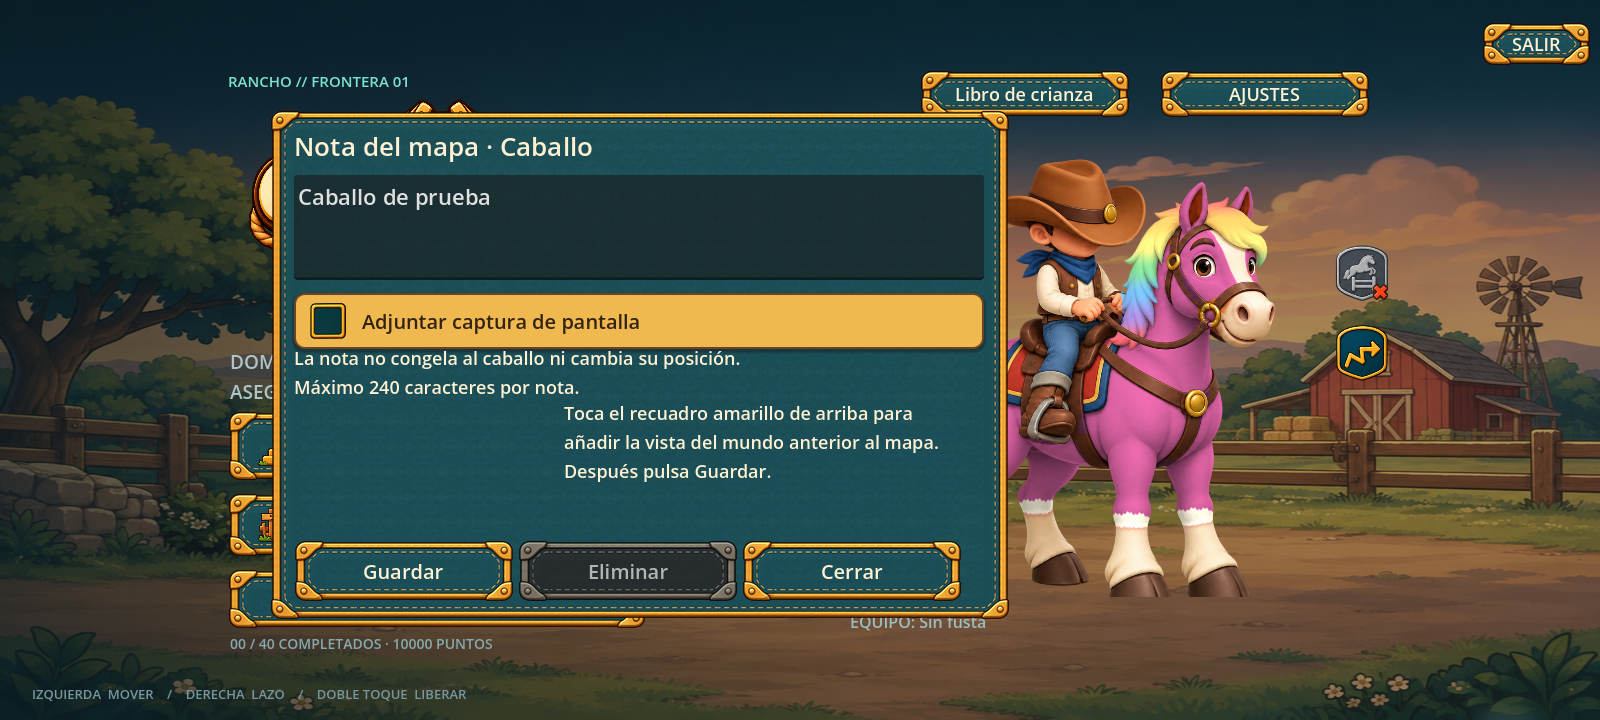 SALIR
RANCHO // FRONTERA 01
Libro de crianza
AJUSTES
Nota del mapa · Caballo
Caballo de prueba
Adjuntar captura de pantalla
La nota no congela al caballo ni cambia su posición.
Máximo 240 caracteres por nota.
Toca el recuadro amarillo de arriba para
añadir la vista del mundo anterior al mapa.
Después pulsa Guardar.
DOM
ASEG
Guardar
Eliminar
Cerrar
EQUIPO: Sin fusta
00 / 40 COMPLETADOS · 10000 PUNTOS
IZQUIERDA MOVER / DERECHA LAZO / DOBLE TOQUE LIBERAR